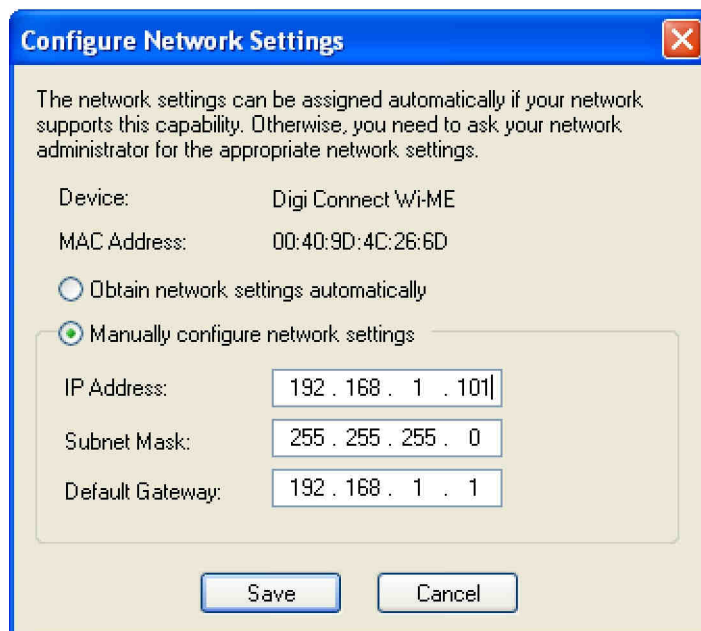 Configure Network Settings
The network settings can be assigned automatically if your network
supports this capability. Otherwise, you need to ask your network
administrator for the appropriate network settings.
Device: Digi Connect Wi-ME
MAC Address: 00:40:9D:4C:26:6D
Obtain network settings automatically
Manually configure network settings
IP Address: 192 . 168 . 1 . 101
Subnet Mask: 255 . 255 . 255 . 0
Default Gateway: 192 . 168 . 1 . 1
Save Cancel